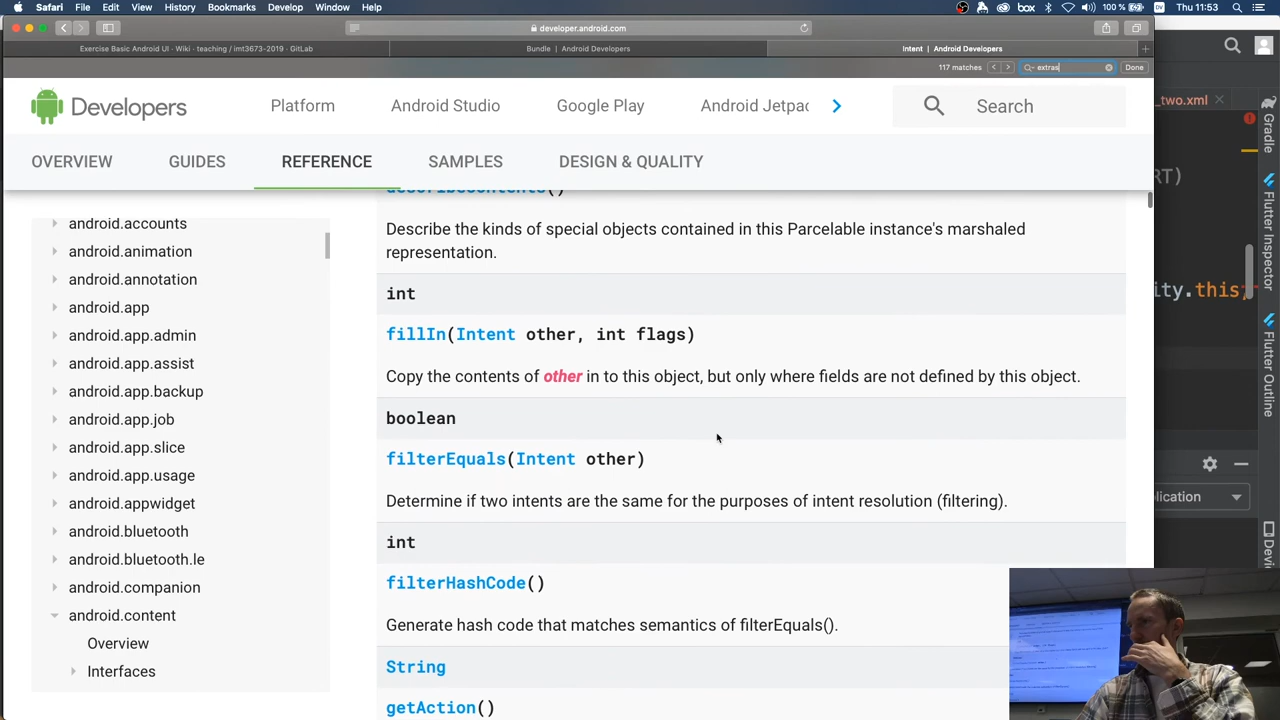 Safari File Edit View History Bookmarks Develop Window Help
box 100 % Thu 11:53
developer.android.com
Exercise Basic Android UI · Wiki · teaching / imt3673-2019 · GitLab
Bundle | Android Developers
Intent | Android Developers
117 matches
extras
Done
Developers
Platform
Android Studio
Google Play
Android Jetpac
Search
_two.xml
OVERVIEW
GUIDES
REFERENCE
SAMPLES
DESIGN & QUALITY
RT)
ity.this,
Gradle
Flutter Inspector
Flutter Outline
lication
android.accounts
android.animation
android.annotation
android.app
android.app.admin
android.app.assist
android.app.backup
android.app.job
android.app.slice
android.app.usage
android.appwidget
android.bluetooth
android.bluetooth.le
android.companion
android.content
Overview
Interfaces
describeContents()
Describe the kinds of special objects contained in this Parcelable instance's marshaled
representation.
int
fillIn(Intent other, int flags)
Copy the contents of other in to this object, but only where fields are not defined by this object.
boolean
filterEquals(Intent other)
Determine if two intents are the same for the purposes of intent resolution (filtering).
int
filterHashCode()
Generate hash code that matches semantics of filterEquals().
String
getAction()